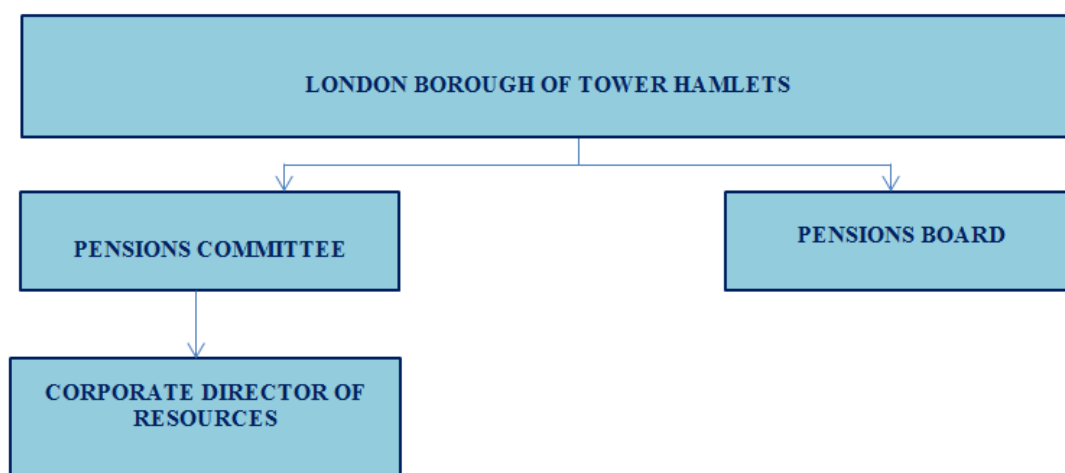 LONDON BOROUGH OF TOWER HAMLETS
PENSIONS COMMITTEE
PENSIONS BOARD
CORPORATE DIRECTOR OF
RESOURCES